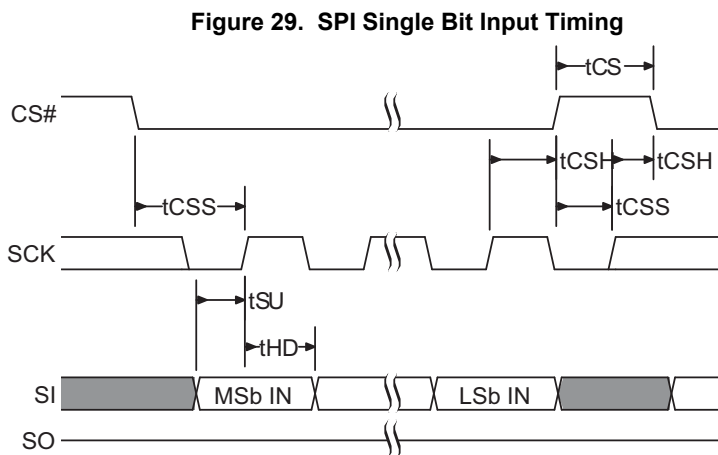 Figure 29. SPI Single Bit Input Timing
tCS
CS#
tCSH
tCSH
tCSS
tCSS
SCK
tSU
tHD
SI
MSb IN
LSb IN
SO